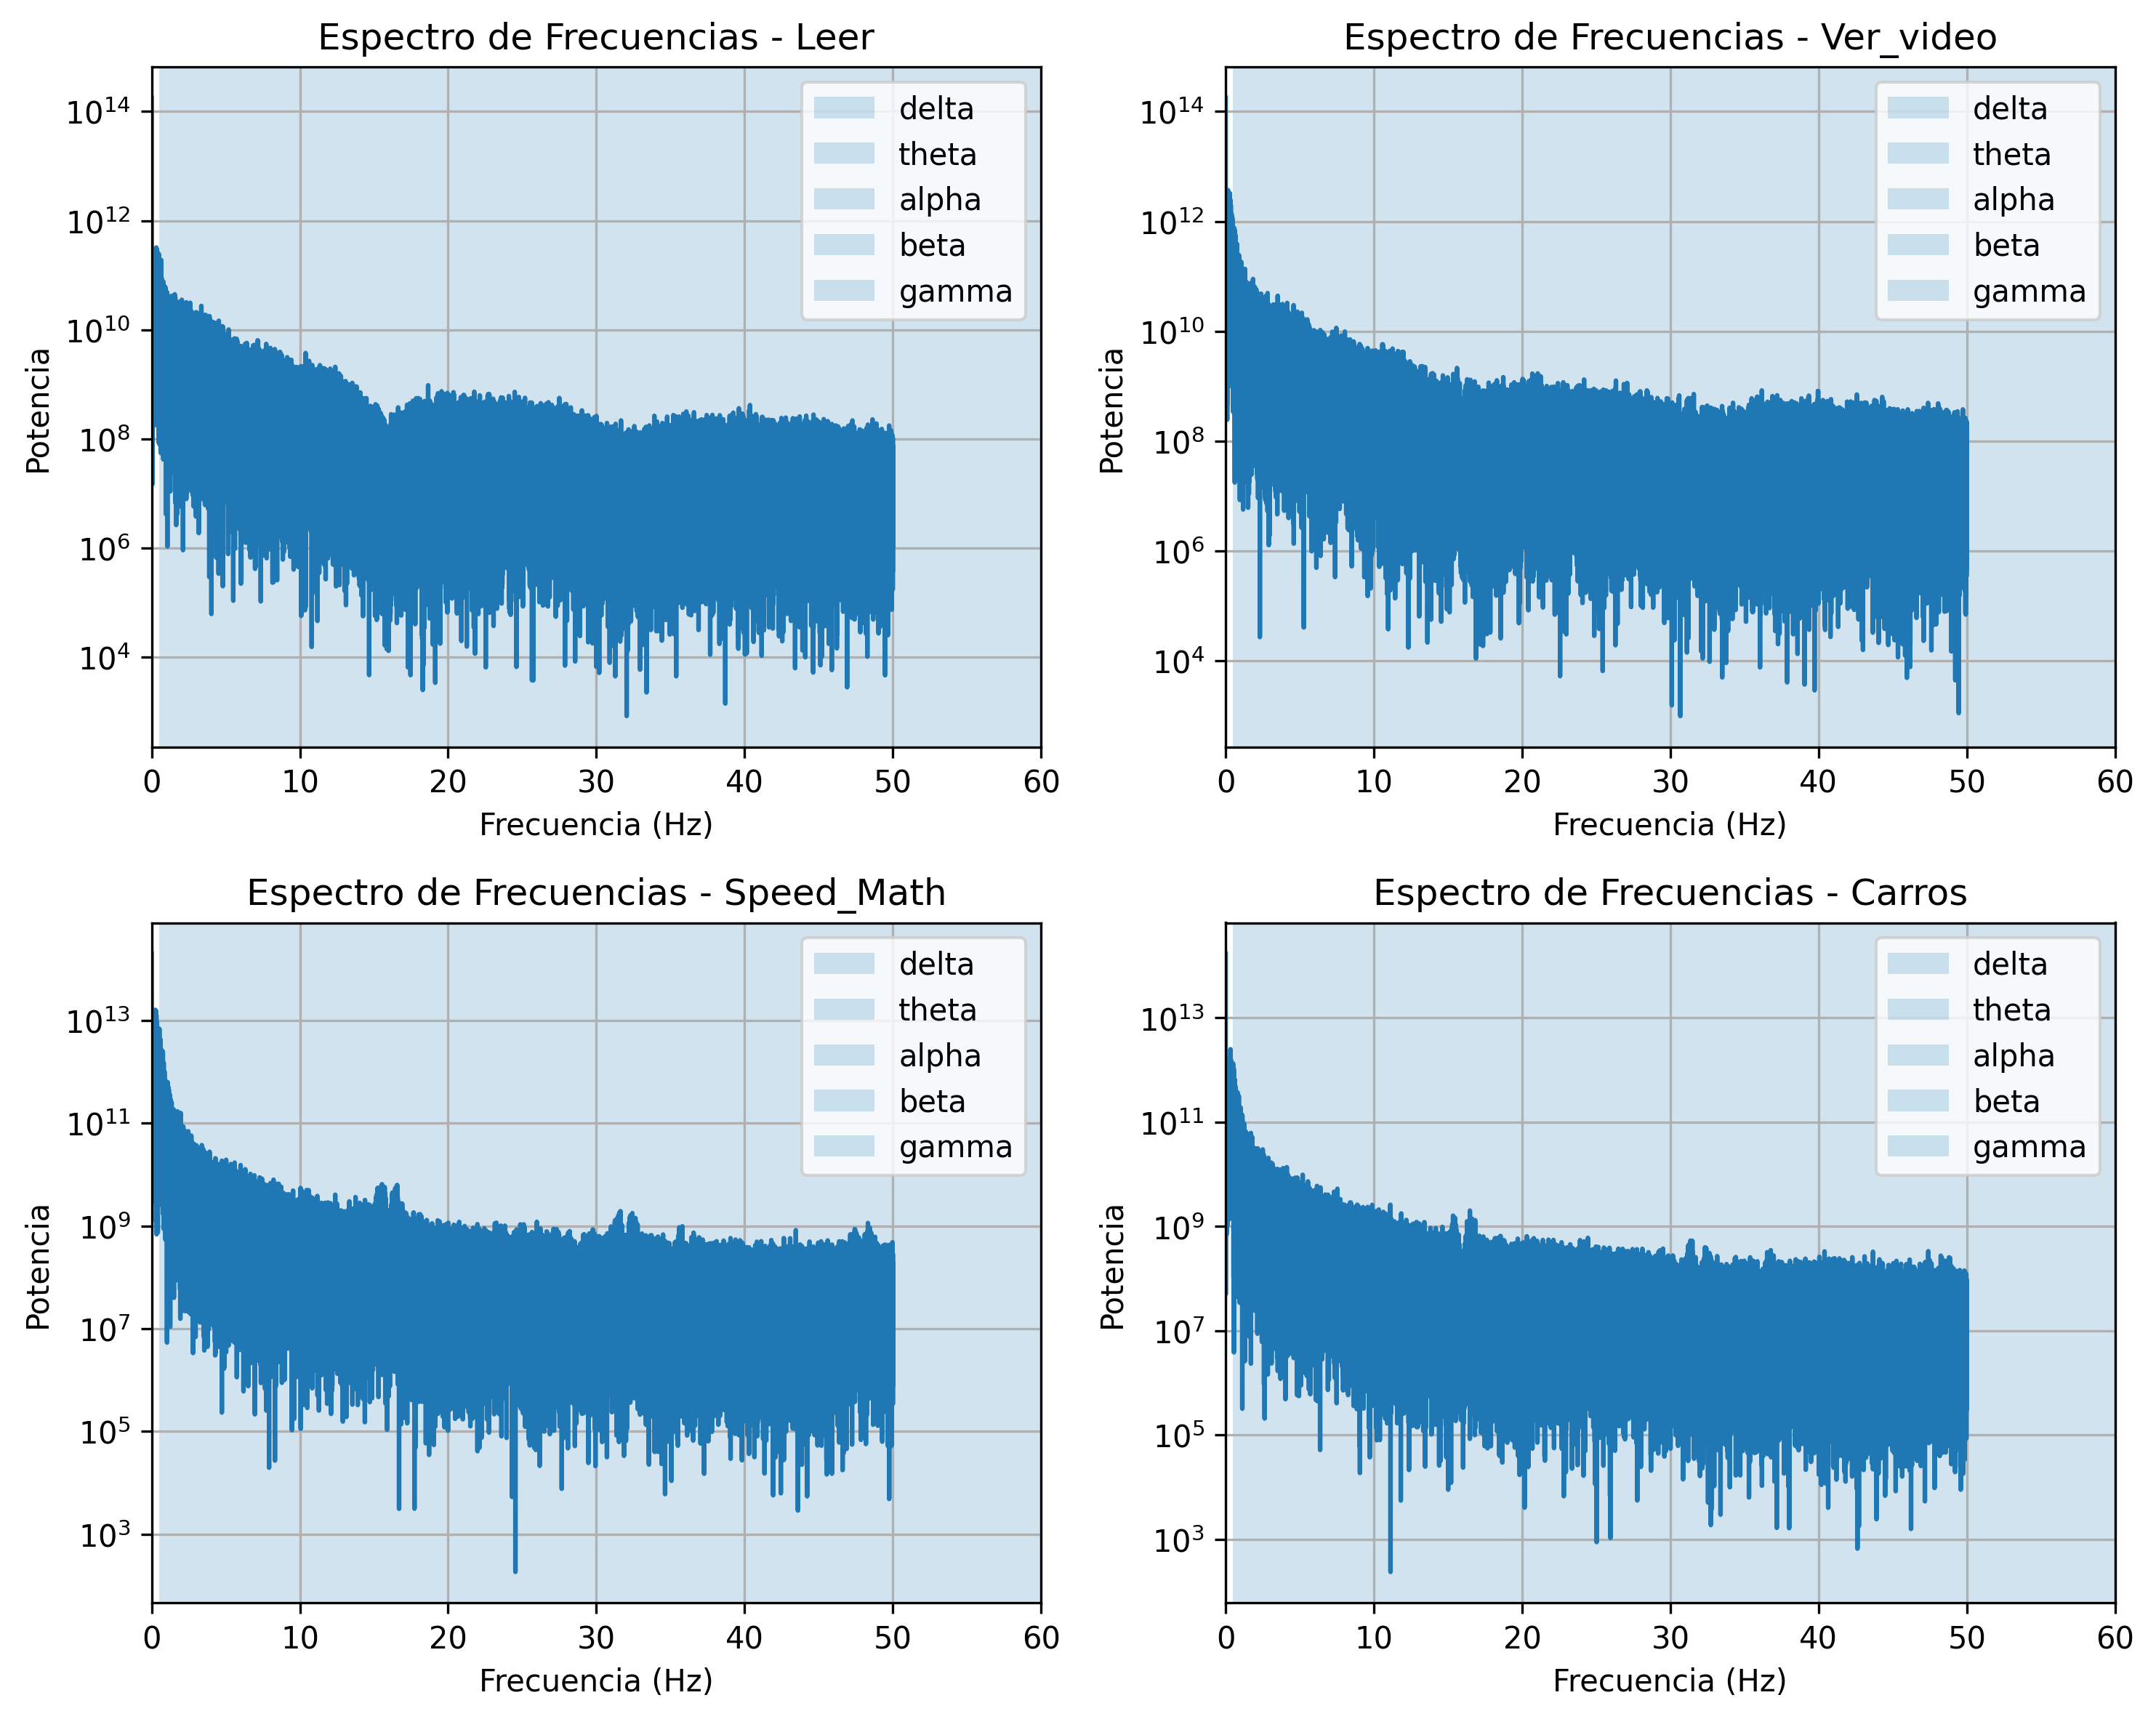 Espectro de Frecuencias - Leer
10^14
10^12
10^10
10^8
10^6
10^4
Potencia
delta
theta
alpha
beta
gamma
0 10 20 30 40 50 60
Frecuencia (Hz)
Espectro de Frecuencias - Ver_video
10^14
10^12
10^10
10^8
10^6
10^4
Potencia
delta
theta
alpha
beta
gamma
0 10 20 30 40 50 60
Frecuencia (Hz)
Espectro de Frecuencias - Speed_Math
10^13
10^11
10^9
10^7
10^5
10^3
Potencia
delta
theta
alpha
beta
gamma
0 10 20 30 40 50 60
Frecuencia (Hz)
Espectro de Frecuencias - Carros
10^13
10^11
10^9
10^7
10^5
10^3
Potencia
delta
theta
alpha
beta
gamma
0 10 20 30 40 50 60
Frecuencia (Hz)